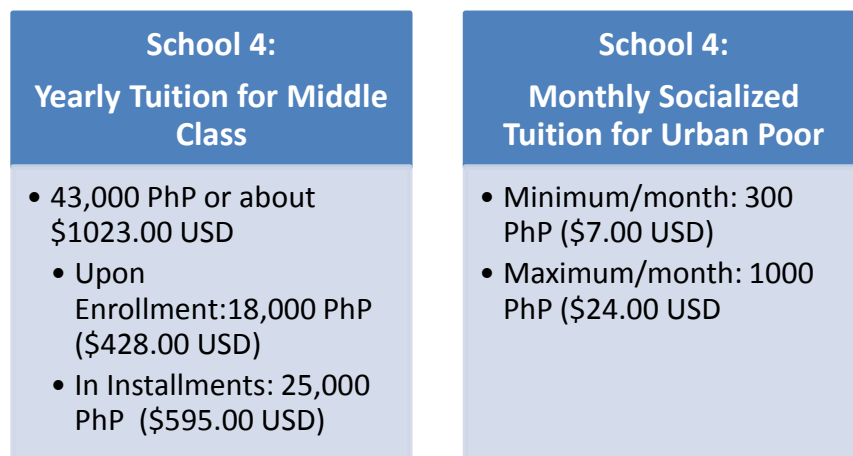 School 4:
Yearly Tuition for Middle
Class
• 43,000 PhP or about
$1023.00 USD
• Upon
Enrollment:18,000 PhP
($428.00 USD)
• In Installments: 25,000
PhP  ($595.00 USD)
School 4:
Monthly Socialized
Tuition for Urban Poor
• Minimum/month: 300
PhP ($7.00 USD)
• Maximum/month: 1000
PhP ($24.00 USD